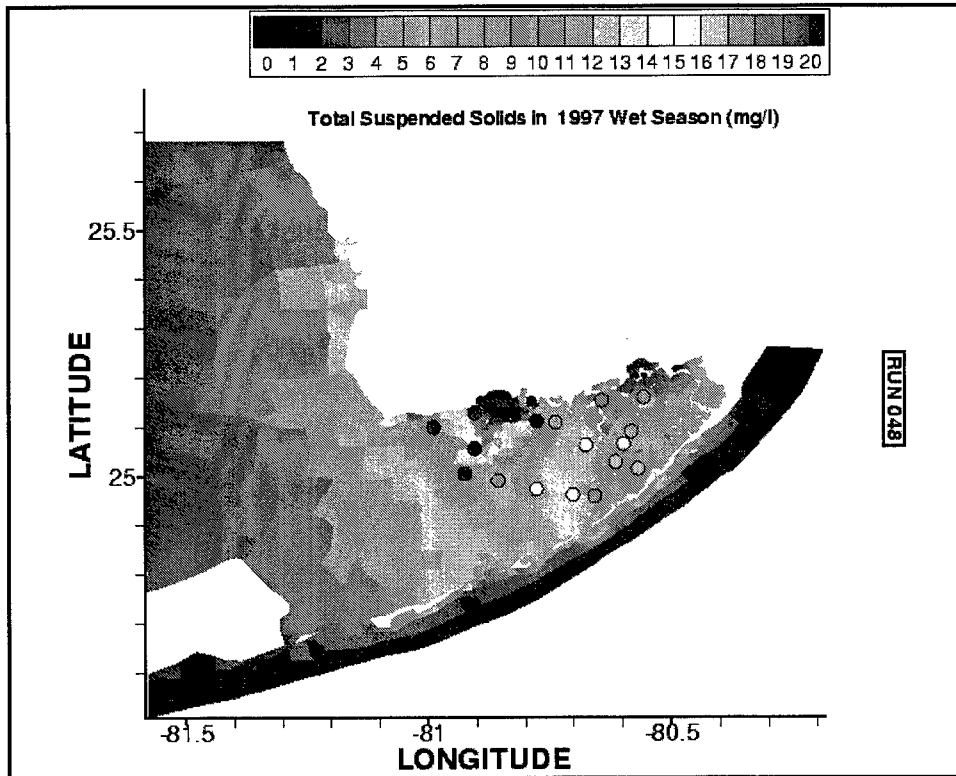 0 1 2 3 4 5 6 7 8 9 10 11 12 13 14 15 16 17 18 19 20
Total Suspended Solids in 1997 Wet Season (mg/l)
25.5
LATITUDE
RUN 048
25
-81.5 -81 -80.5
LONGITUDE